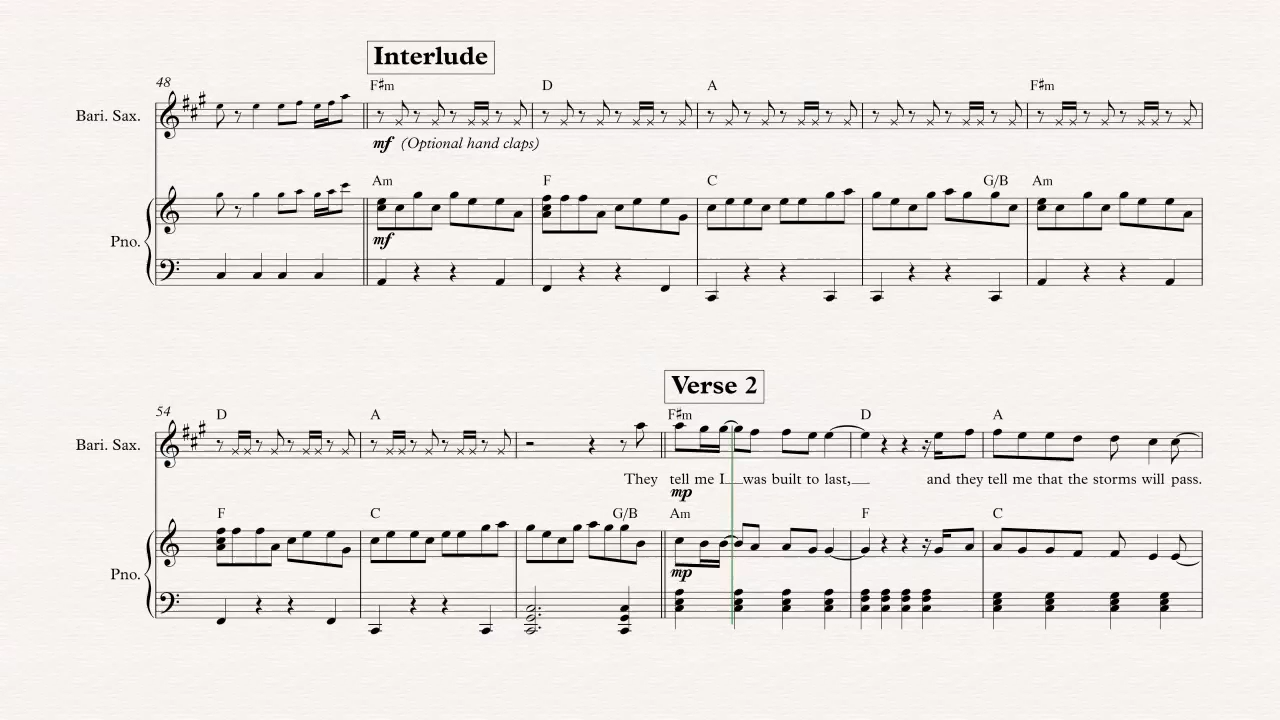 Interlude
48
F♯m D A F♯m
Bari. Sax.
mf (Optional hand claps)
Am F C G/B Am
Pno.
mf
Verse 2
54
D A F♯m D A
Bari. Sax.
They tell me I was built to last, and they tell me that the storms will pass.
mp
F C G/B Am F C
Pno.
mp